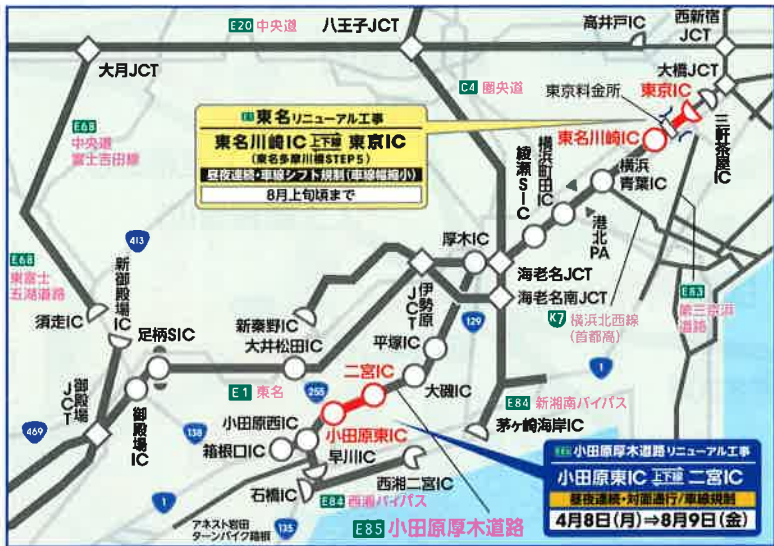 E20 中央道
八王子JCT
高井戸IC
西新宿
JCT
大月JCT
C4 圏央道
大橋JCT
東京料金所
東京IC
三軒茶屋IC
E1 東名リニューアル工事
東名川崎IC 上下線 東京IC
(東名多摩川橋STEP5)
昼夜連続・車線シフト規制(車線幅縮小)
8月上旬頃まで
東名川崎IC
E68
中央道
富士吉田線
横浜町田IC
綾瀬SIC
横浜
青葉IC
港北PA
413
厚木IC
海老名JCT
海老名南JCT
E68
東富士
五湖道路
新御殿場IC
須走IC
足柄SIC
新秦野IC
大井松田IC
伊勢原JCT
129
平塚IC
K7 横浜北西線
(首都高)
E83
第三京浜
道路
1
二宮IC
大磯IC
E1 東名
255
御殿場JCT
御殿場IC
469
138
小田原西IC
小田原東IC
箱根口IC
早川IC
西湘二宮IC
石橋IC
E84 新湘南バイパス
茅ヶ崎海岸IC
E85 小田原厚木道路リニューアル工事
小田原東IC 上下線 二宮IC
昼夜連続・対面通行/車線規制
4月8日(月)⇒8月9日(金)
1
E84 西湘バイパス
アネスト岩田
ターンパイク箱根
135
E85 小田原厚木道路